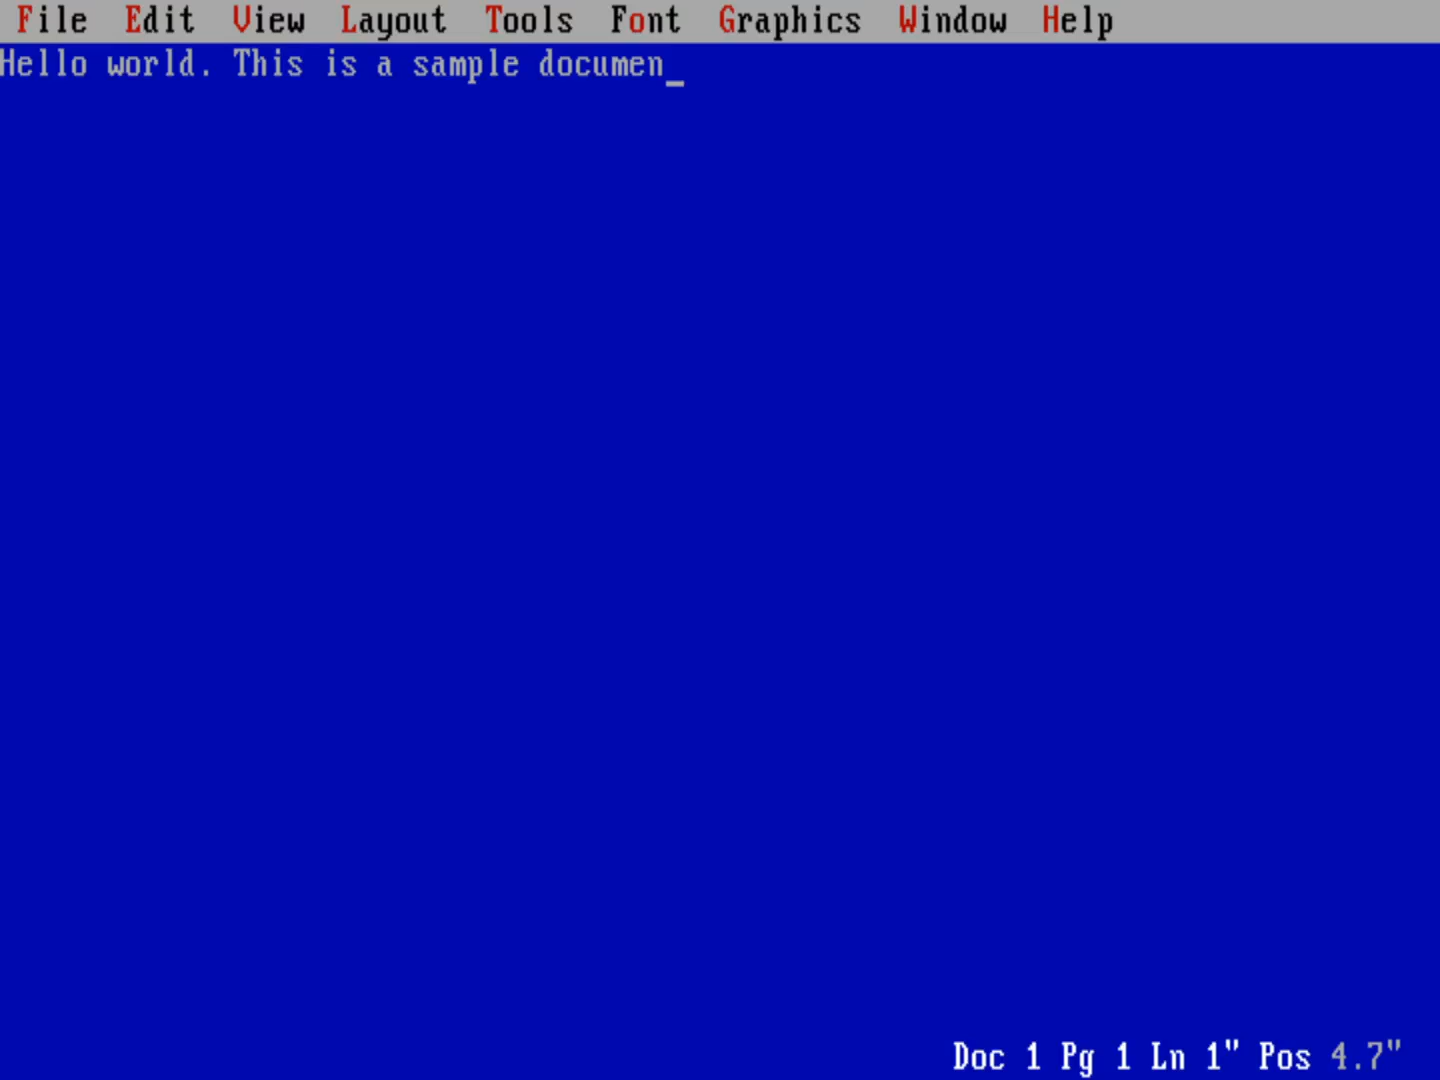 File Edit View Layout Tools Font Graphics Window Help
Hello world. This is a sample documen_
Doc 1 Pg 1 Ln 1" Pos 4.7"